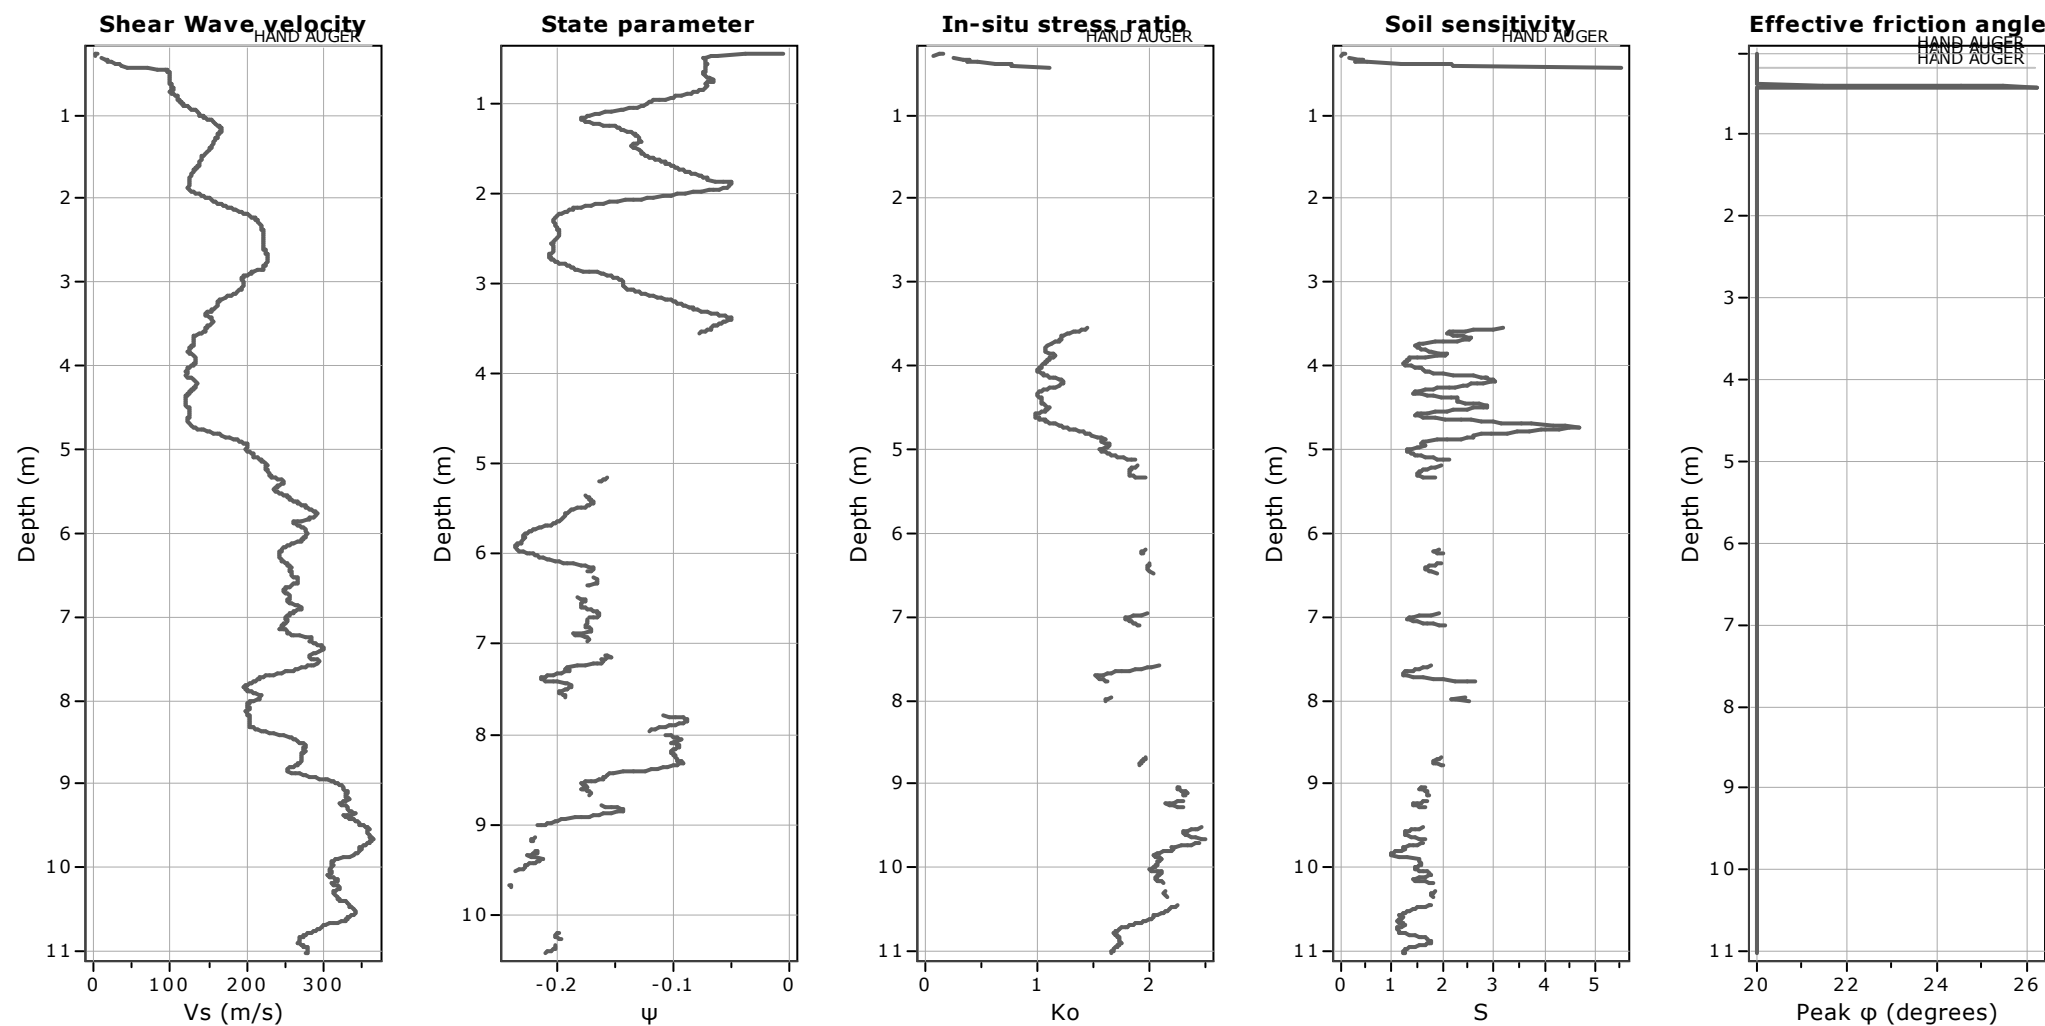 Shear Wave velocity
HAND AUGER
1
2
3
4
5
6
7
8
9
10
11
Depth (m)
0 100 200 300
Vs (m/s)
State parameter
1
2
3
4
5
6
7
8
9
10
Depth (m)
-0.2 -0.1 0
ψ
In-situ stress ratio
HAND AUGER
1
2
3
4
5
6
7
8
9
10
11
Depth (m)
0 1 2
Ko
Soil sensitivity
HAND AUGER
1
2
3
4
5
6
7
8
9
10
11
Depth (m)
0 1 2 3 4 5
S
Effective friction angle
HAND AUGER
HAND AUGER
HAND AUGER
1
2
3
4
5
6
7
8
9
10
11
Depth (m)
20 22 24 26
Peak φ (degrees)